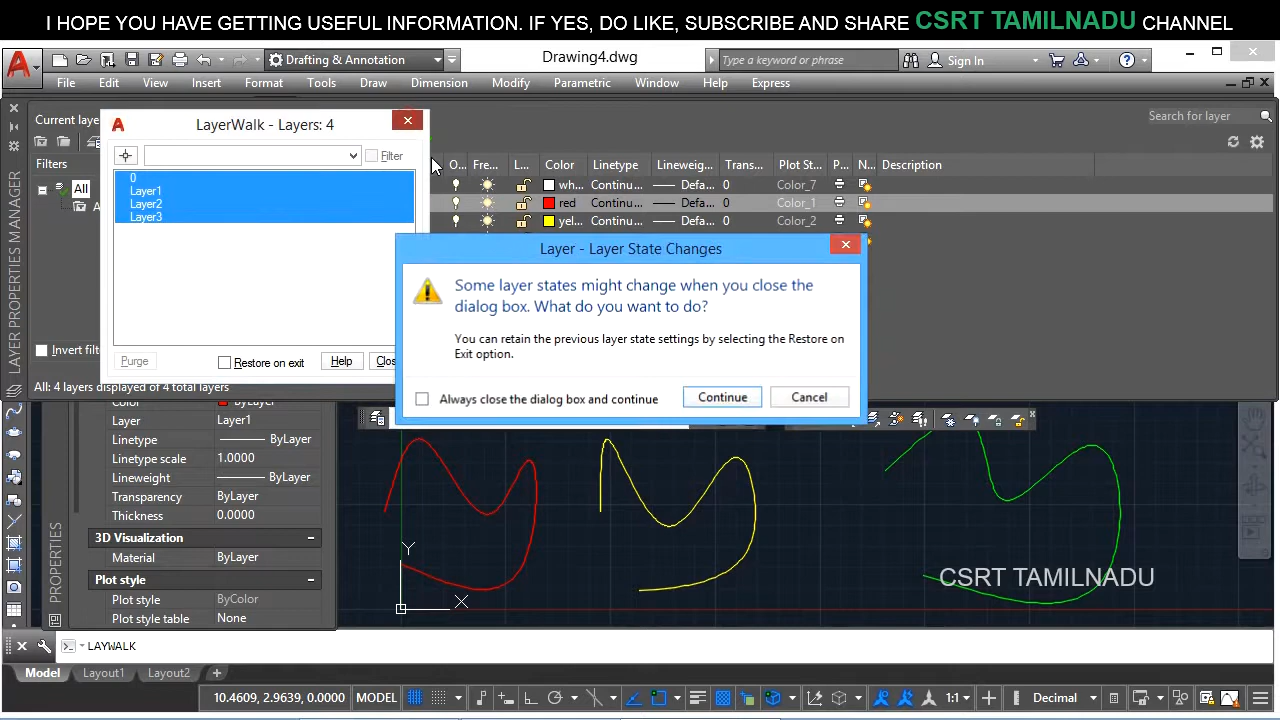 I HOPE YOU HAVE GETTING USEFUL INFORMATION. IF YES, DO LIKE, SUBSCRIBE AND SHARE CSRT TAMILNADU CHANNEL
Drafting & Annotation
Drawing4.dwg
Type a keyword or phrase
Sign In
File Edit View Insert Format Tools Draw Dimension Modify Parametric Window Help Express
Current laye
LayerWalk - Layers: 4
Search for layer
Filter
Filters
O... Fre... L... Color Linetype Lineweig... Trans... Plot St... P... N... Description
All
0
wh... Continu... Defa... 0 Color_7
Layer1
red Continu... Defa... 0 Color_1
Layer2
Layer3
yel... Continu... Defa... 0 Color_2
Layer - Layer State Changes
Some layer states might change when you close the
dialog box. What do you want to do?
You can retain the previous layer state settings by selecting the Restore on
Exit option.
Always close the dialog box and continue
Continue
Cancel
Invert filt
Purge
Restore on exit
Help
Clos
All: 4 layers displayed of 4 total layers
LAYER PROPERTIES MANAGER
Color ByLayer
Layer Layer1
Linetype ByLayer
Linetype scale 1.0000
Lineweight ByLayer
Transparency ByLayer
Thickness 0.0000
3D Visualization
Material ByLayer
Plot style
Plot style ByColor
Plot style table None
PROPERTIES
Y
X
CSRT TAMILNADU
LAYWALK
Model Layout1 Layout2 +
10.4609, 2.9639, 0.0000 MODEL
1:1
Decimal